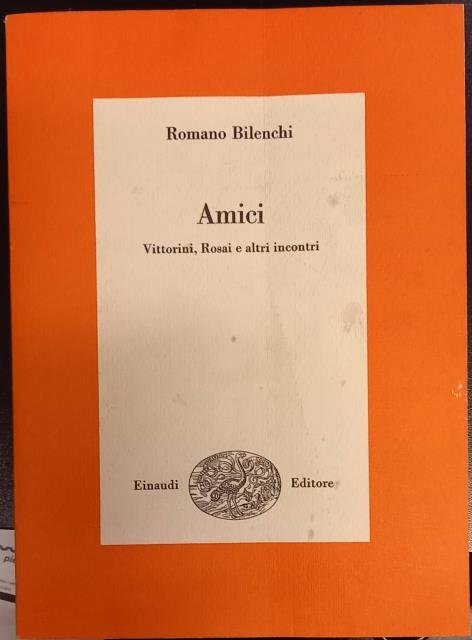 Romano Bilenchi
Amici
Vittorini, Rosai e altri incontri
Einaudi Editore